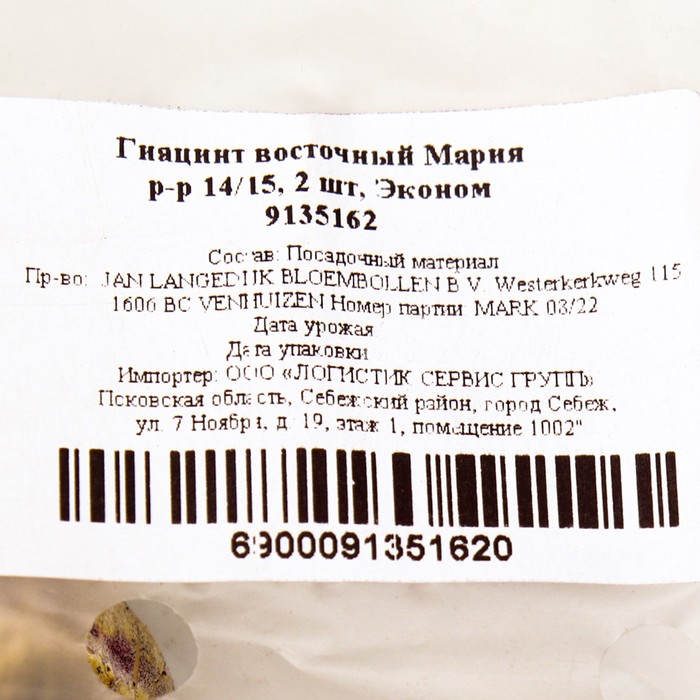 Гиацинт восточный Мария
р-р 14/15, 2 шт, Эконом
9135162
Состав: Посадочный материал
Пр-во: JAN LANGEDIJK BLOEMBOLLEN B.V. Westerkerkweg 115
1606 BC VENHUIZEN Номер партии: MARK 03/22
Дата урожая
Дата упаковки
Импортер: ООО «ЛОГИСТИК СЕРВИС ГРУПП»
Псковская область, Себежский район, город Себеж,
ул. 7 Ноября, д. 19, этаж 1, помещение 1002"
6900091351620